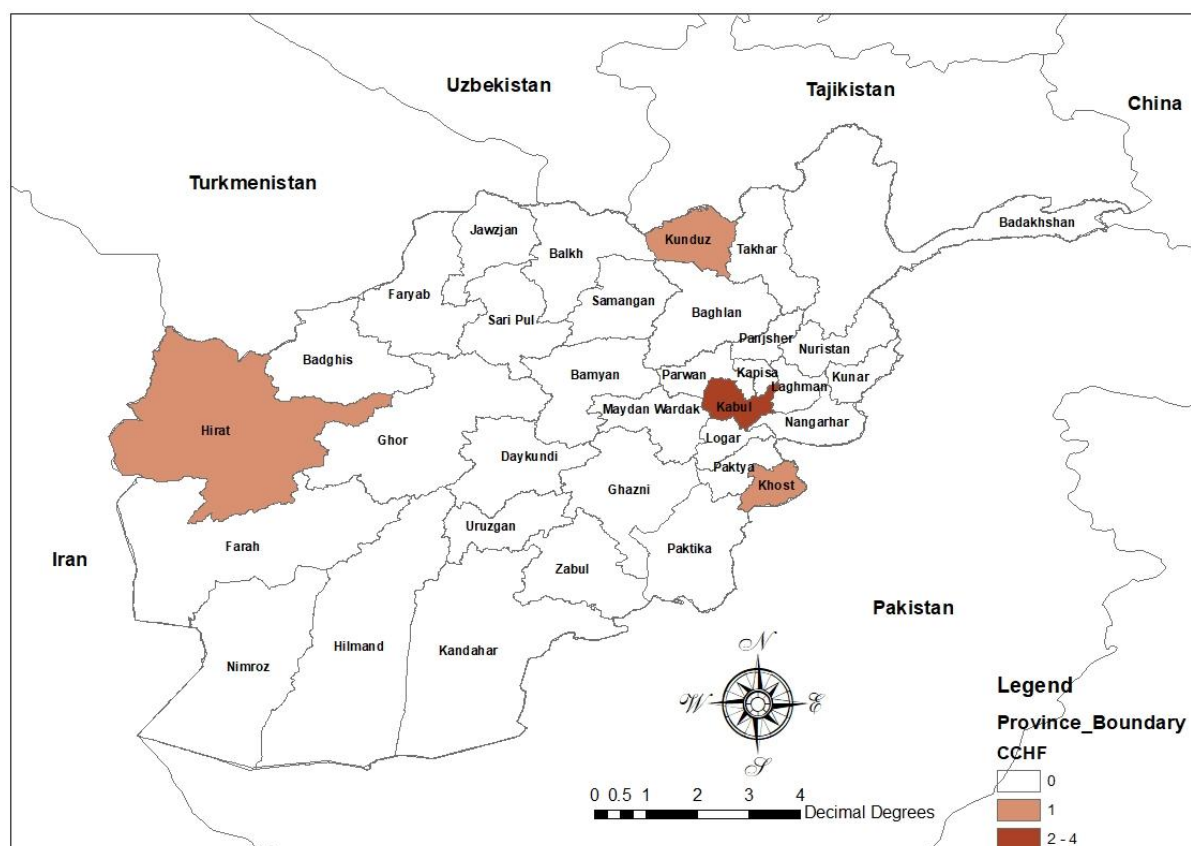 Uzbekistan
Tajikistan
China
Turkmenistan
Badakhshan
Jawzjan
Kunduz
Takhar
Balkh
Faryab
Samangan
Sari Pul
Baghlan
Panjsher
Nuristan
Badghis
Bamyan
Parwan
Kapisa
Laghman
Kunar
Hirat
Maydan Wardak
Kabul
Nangarhar
Ghor
Logar
Daykundi
Paktya
Ghazni
Khost
Uruzgan
Farah
Paktika
Iran
Zabul
Pakistan
Hilmand
Kandahar
Nimroz
N
W
E
S
Legend
Province_Boundary
CCHF
0
1
2 - 4
0 0.5 1 2 3 4
Decimal Degrees